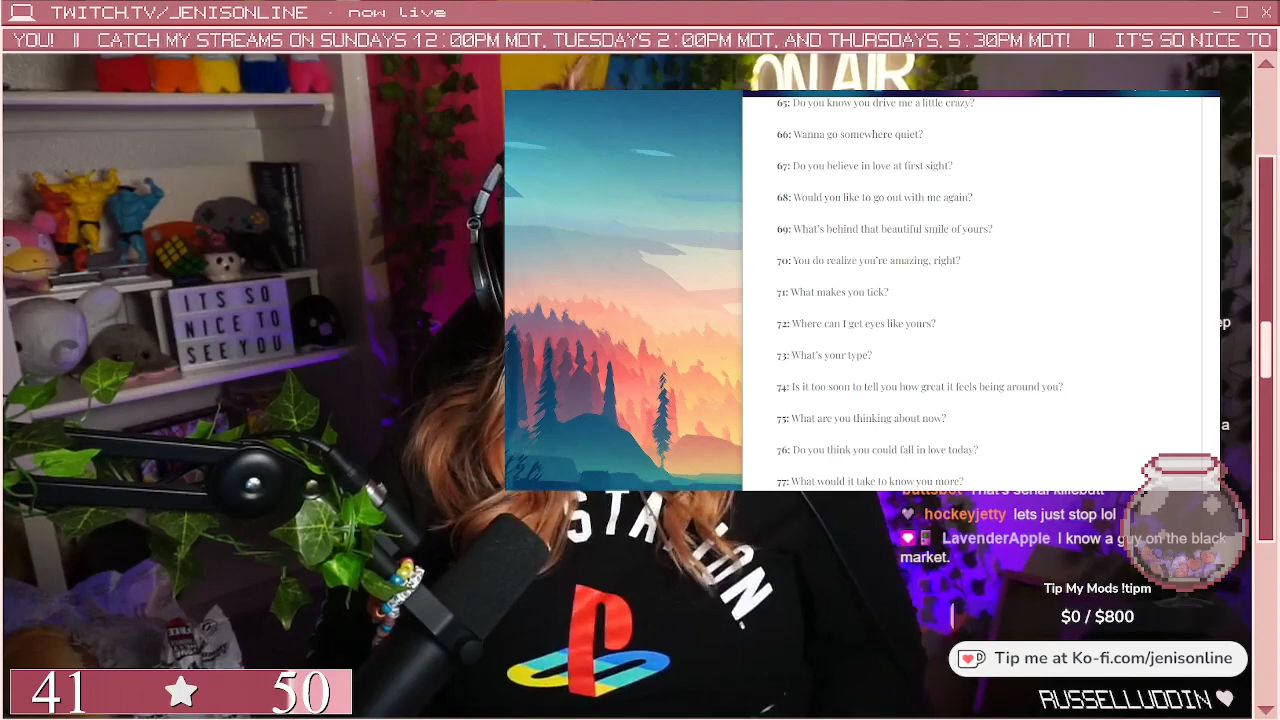 TWITCH.TV/JENISONLINE · now live
YOU! || CATCH MY STREAMS ON SUNDAYS 12:00PM MDT, TUESDAYS 2:00PM MDT, AND THURSDAYS, 5:30PM MDT! || IT'S SO NICE TO
ON AIR
65: Do you know you drive me a little crazy?
66: Wanna go somewhere quiet?
67: Do you believe in love at first sight?
68: Would you like to go out with me again?
69: What's behind that beautiful smile of yours?
70: You do realize you're amazing, right?
71: What makes you tick?
72: Where can I get eyes like yours?
73: What's your type?
74: Is it too soon to tell you how great it feels being around you?
75: What are you thinking about now?
76: Do you think you could fall in love today?
77: What would it take to know you more?
ITS SO
NICE TO
SEE YOU
buttsbot That's serial killebutt
hockeyjetty lets just stop lol
LavenderApple I know a guy on the black
market.
Tip My Mods !tipm
$0 / $800
Tip me at Ko-fi.com/jenisonline
RUSSELLUDDIN
41 50